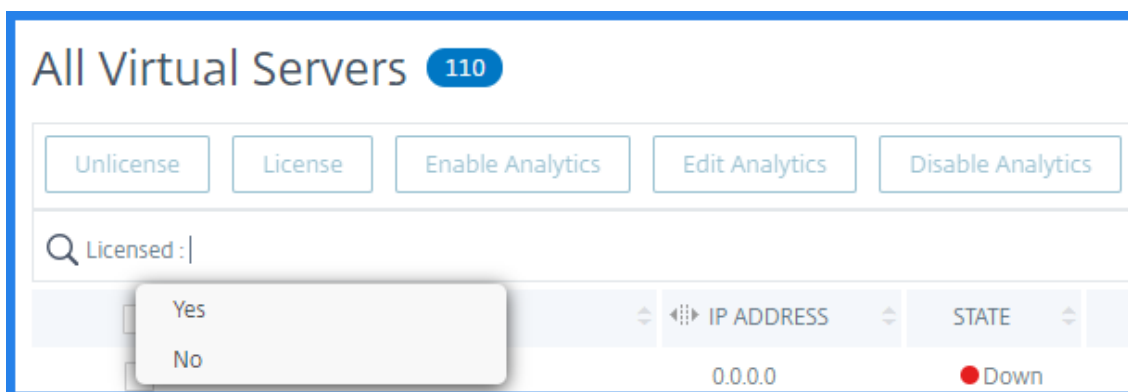 All Virtual Servers 110
Unlicense License Enable Analytics Edit Analytics Disable Analytics
Licensed :
Yes
IP ADDRESS STATE
No
0.0.0.0 Down